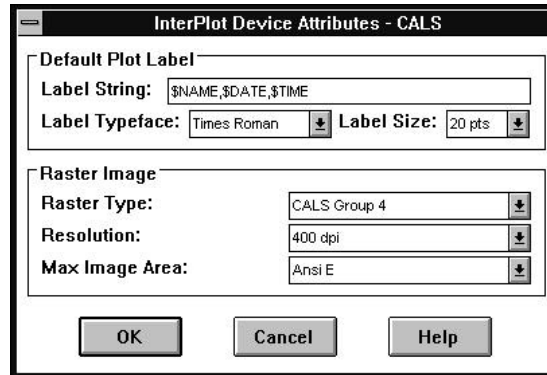 InterPlot Device Attributes - CALS
Default Plot Label
Label String: $NAME,$DATE,$TIME
Label Typeface: Times Roman Label Size: 20 pts
Raster Image
Raster Type: CALS Group 4
Resolution: 400 dpi
Max Image Area: Ansi E
OK Cancel Help